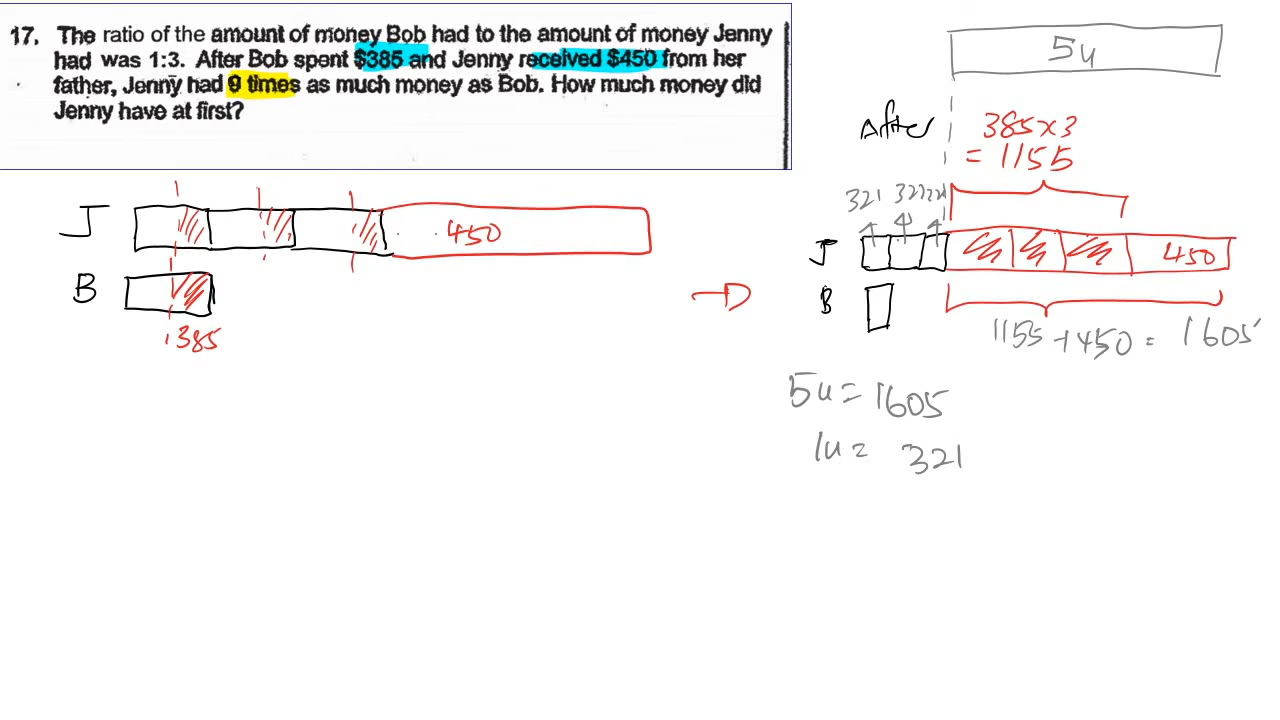 17. The ratio of the amount of money Bob had to the amount of money Jenny
had was 1:3. After Bob spent $385 and Jenny received $450 from her
father, Jenny had 9 times as much money as Bob. How much money did
Jenny have at first?
5u
After
385x3
= 1155
321 321 321
J 450
B
385
J 450
B
1155 + 450 = 1605
5u = 1605
1u = 321